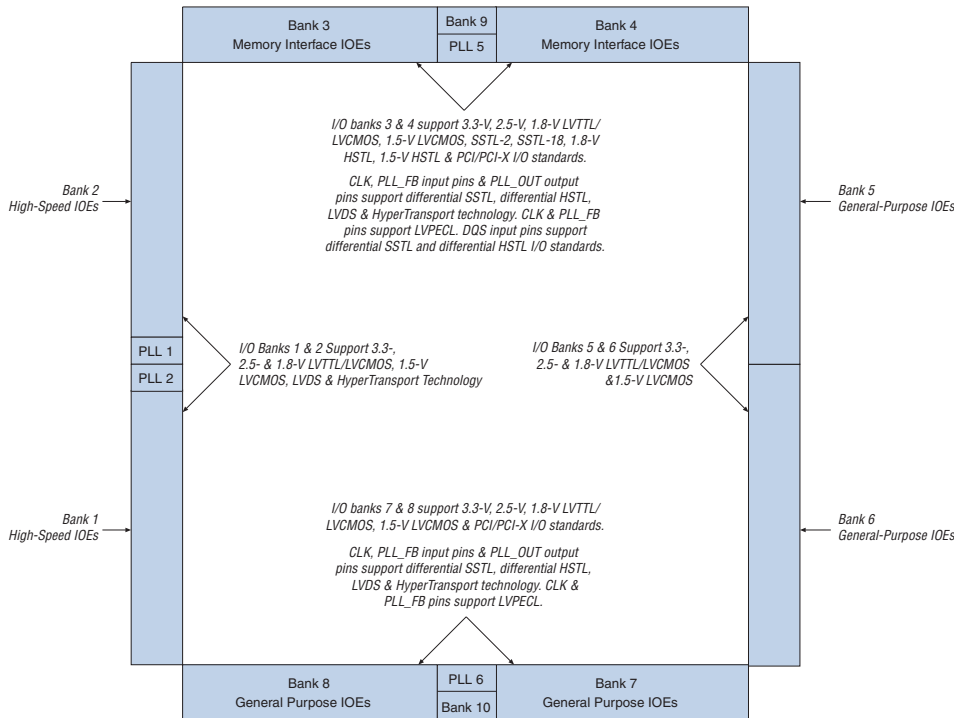 Bank 3
Memory Interface IOEs
Bank 9
PLL 5
Bank 4
Memory Interface IOEs
I/O banks 3 & 4 support 3.3-V, 2.5-V, 1.8-V LVTTL/
LVCMOS, 1.5-V LVCMOS, SSTL-2, SSTL-18, 1.8-V
HSTL, 1.5-V HSTL & PCI/PCI-X I/O standards.
CLK, PLL_FB input pins & PLL_OUT output
pins support differential SSTL, differential HSTL,
LVDS & HyperTransport technology. CLK & PLL_FB
pins support LVPECL. DQS input pins support
differential SSTL and differential HSTL I/O standards.
Bank 2
High-Speed IOEs
Bank 5
General-Purpose IOEs
PLL 1
PLL 2
I/O Banks 1 & 2 Support 3.3-,
2.5- & 1.8-V LVTTL/LVCMOS, 1.5-V
LVCMOS, LVDS & HyperTransport Technology
I/O Banks 5 & 6 Support 3.3-,
2.5- & 1.8-V LVTTL/LVCMOS
&1.5-V LVCMOS
Bank 1
High-Speed IOEs
Bank 6
General-Purpose IOEs
I/O banks 7 & 8 support 3.3-V, 2.5-V, 1.8-V LVTTL/
LVCMOS, 1.5-V LVCMOS & PCI/PCI-X I/O standards.
CLK, PLL_FB input pins & PLL_OUT output
pins support differential SSTL, differential HSTL,
LVDS & HyperTransport technology. CLK &
PLL_FB pins support LVPECL.
Bank 8
General Purpose IOEs
PLL 6
Bank 10
Bank 7
General Purpose IOEs